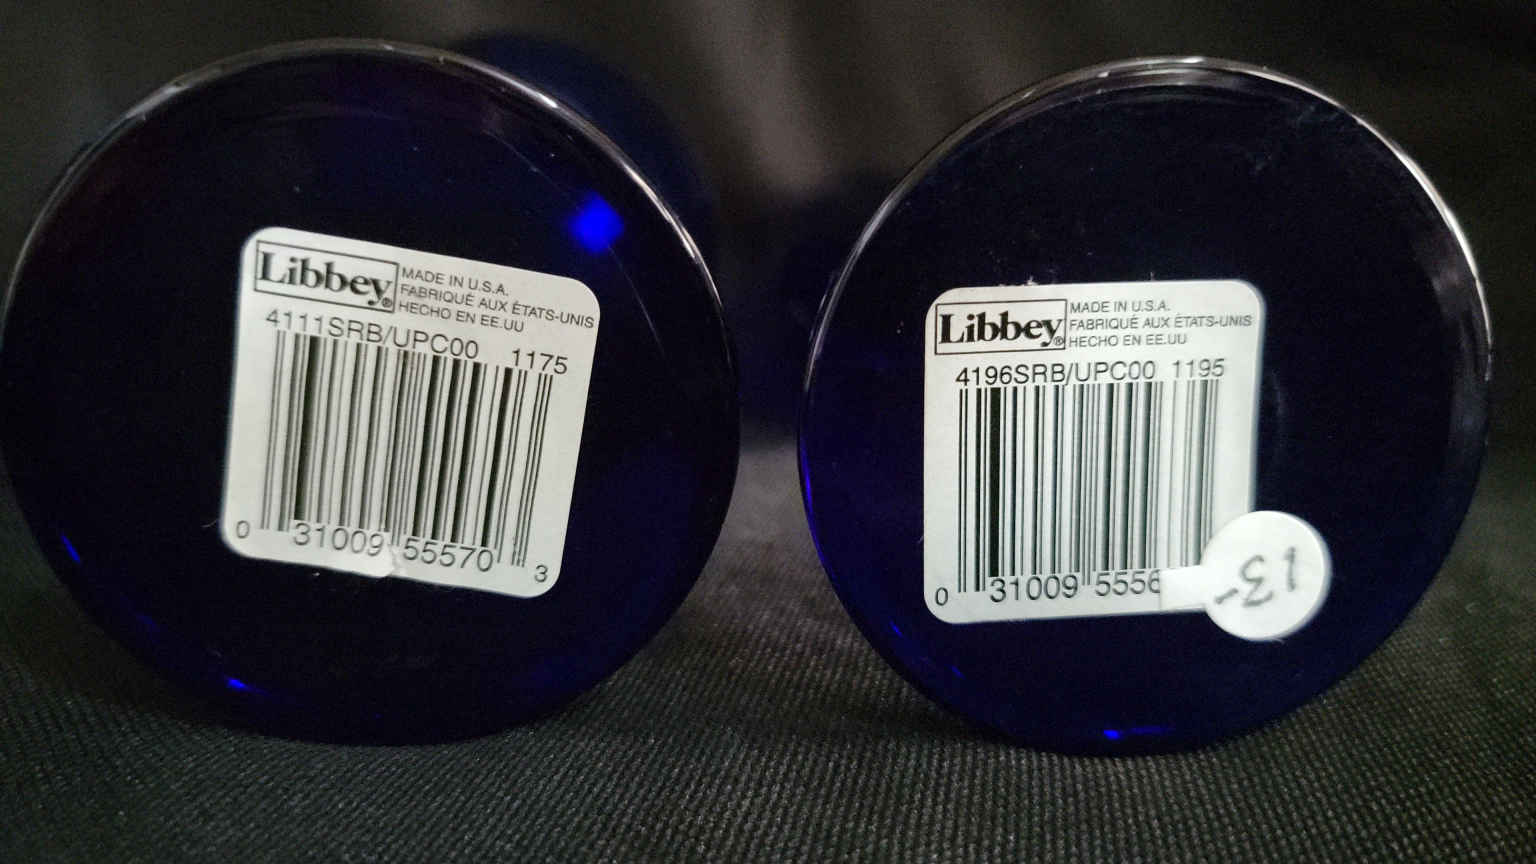 Libbey®
MADE IN U.S.A.
FABRIQUÉ AUX ÉTATS-UNIS
HECHO EN EE.UU
4111SRB/UPC00 1175
0 31009 55570 3
Libbey®
MADE IN U.S.A.
FABRIQUÉ AUX ÉTATS-UNIS
HECHO EN EE.UU
4196SRB/UPC00 1195
0 31009 5556